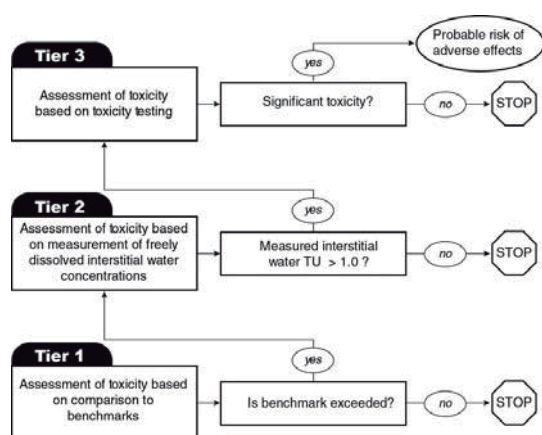 Tier 3
Assessment of toxicity
based on toxicity testing
Significant toxicity?
yes
Probable risk of
adverse effects
no
STOP
Tier 2
Assessment of toxicity based
on measurement of freely
dissolved interstitial water
concentrations
yes
Measured interstitial
water TU > 1.0 ?
no
STOP
Tier 1
Assessment of toxicity based
on comparison to
benchmarks
yes
Is benchmark exceeded?
no
STOP